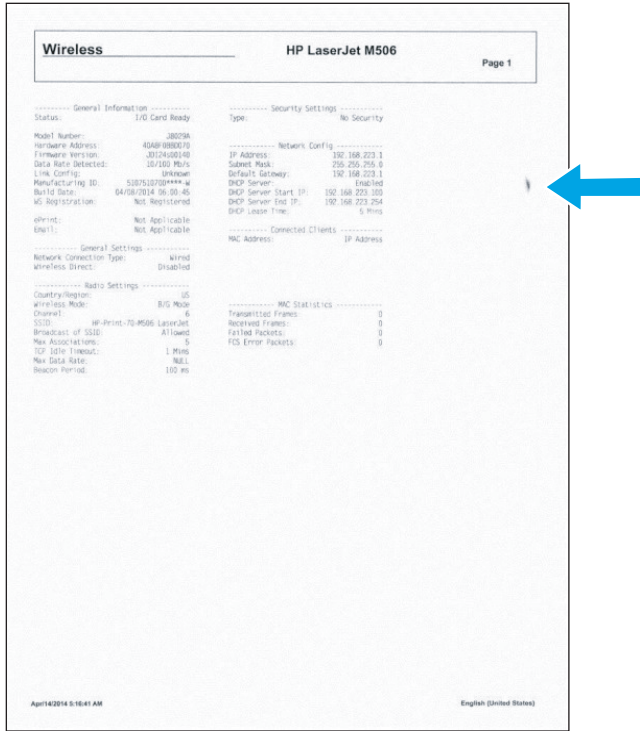 Wireless
HP LaserJet M506
Page 1
---------- General Information ----------
Status: I/O Card Ready
Model Number: J8029A
Hardware Address:
Firmware Version: JDI24s00140
Data Rate Detected: 10/100 Mb/s
Link Config: Unknown
Manufacturing ID: 5107510700****-W
Build Date: 04/08/2014 06:00:45
WS Registration: Not Registered
ePrint: Not Applicable
Email: Not Applicable
---------- General Settings ----------
Network Connection Type: Wired
Wireless Direct: Disabled
---------- Radio Settings ----------
Country/Region: US
Wireless Mode: B/G Mode
Channel: 6
SSID: HP-Print-70-M506 LaserJet
Broadcast of SSID: Allowed
Max Associations: 5
TCP Idle Timeout: 1 Mins
Max Data Rate: NULL
Beacon Period: 100 ms
---------- Security Settings ----------
Type: No Security
---------- Network Config ----------
IP Address: 192.168.223.1
Subnet Mask: 255.255.255.0
Default Gateway: 192.168.223.1
DHCP Server: Enabled
DHCP Server Start IP: 192.168.223.100
DHCP Server End IP: 192.168.223.254
DHCP Lease Time: 5 Mins
---------- Connected Clients ----------
MAC Address: IP Address
---------- MAC Statistics ----------
Transmitted Frames: 0
Received Frames: 0
Failed Packets: 0
FCS Error Packets: 0
April/14/2014 5:16:41 AM
English (United States)